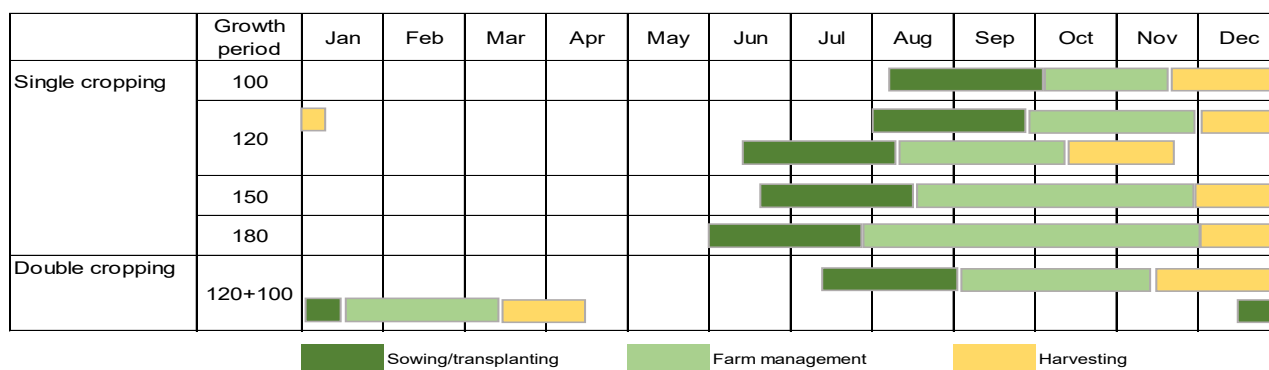 Growth period Jan Feb Mar Apr May Jun Jul Aug Sep Oct Nov Dec
Single cropping 100
120
150
180
Double cropping
120+100
Sowing/transplanting Farm management Harvesting